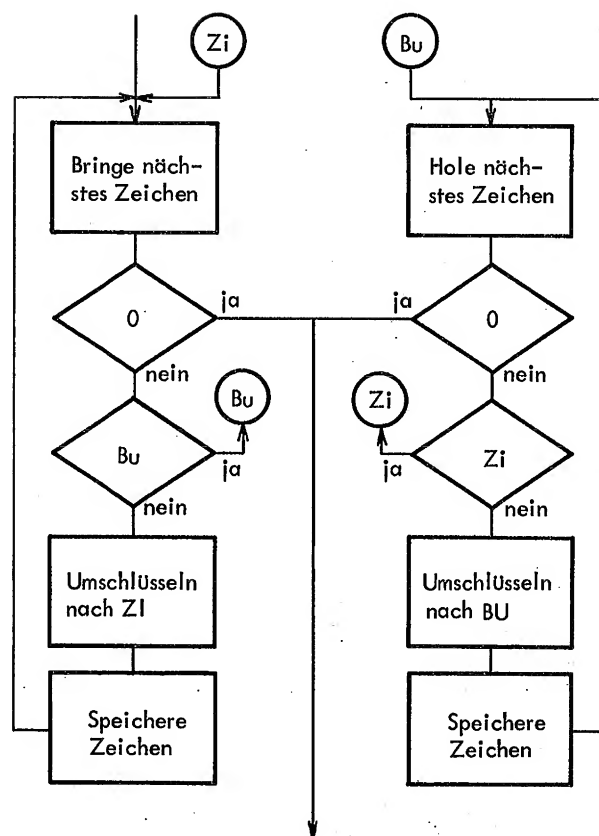 Zi
Bringe näch-
stes Zeichen
0
ja
nein
Bu
Bu
ja
nein
Umschlüsseln
nach ZI
Speichere
Zeichen
Bu
Hole näch-
stes Zeichen
ja
0
nein
Zi
ja
Zi
nein
Umschlüsseln
nach BU
Speichere
Zeichen